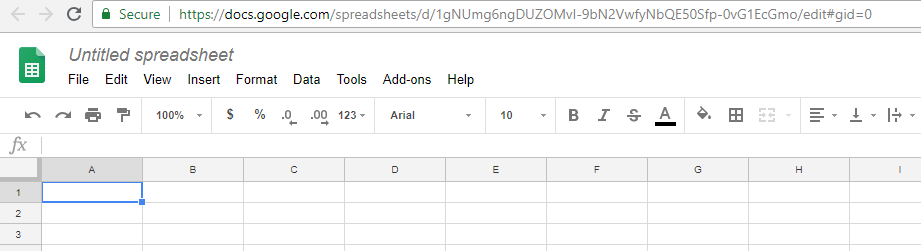 Secure | https://docs.google.com/spreadsheets/d/1gNUmg6ngDUZOMvI-9bN2VwfyNbQE50Sfp-0vG1EcGmo/edit#gid=0
Untitled spreadsheet
File Edit View Insert Format Data Tools Add-ons Help
100% $ % .0 .00 123 Arial 10 B I S A
fx
A B C D E F G H I
1
2
3